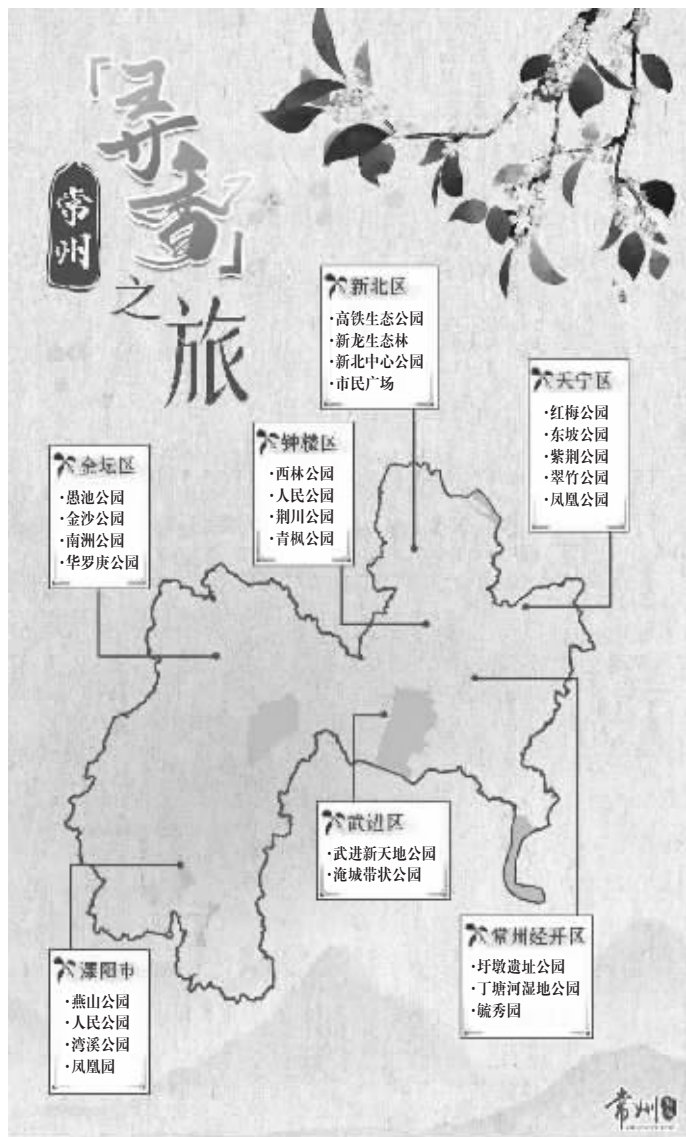 「寻香」
常州
之旅
新北区
·高铁生态公园
·新龙生态林
·新北中心公园
·市民广场
天宁区
·红梅公园
·东坡公园
·紫荆公园
·翠竹公园
·凤凰公园
钟楼区
·西林公园
·人民公园
·荆川公园
·青枫公园
金坛区
·愚池公园
·金沙公园
·南洲公园
·华罗庚公园
武进区
·武进新天地公园
·淹城带状公园
常州经开区
·圩墩遗址公园
·丁塘河湿地公园
·毓秀园
溧阳市
·燕山公园
·人民公园
·湾溪公园
·凤凰园
常州